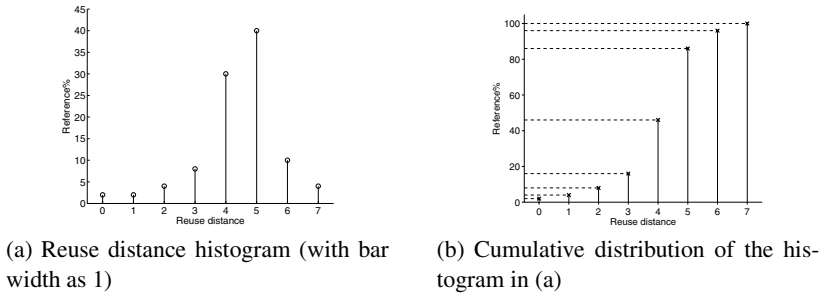 45
40
35
30
25
20
15
10
5
0
Reference%
0 1 2 3 4 5 6 7
Reuse distance
(a) Reuse distance histogram (with bar
width as 1)
100
80
60
40
20
0
Reference%
0 1 2 3 4 5 6 7
Reuse distance
(b) Cumulative distribution of the his-
togram in (a)